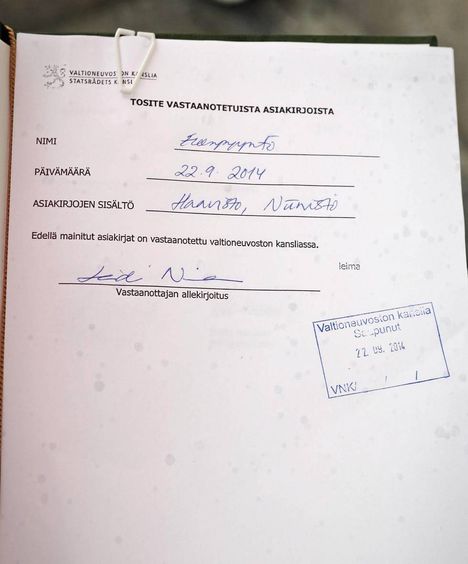 VALTIONEUVOSTON KANSLIA
STATSRÅDETS KANSLI
TOSITE VASTAANOTETUISTA ASIAKIRJOISTA
NIMI Eronpyyntö
PÄIVÄMÄÄRÄ 22.9.2014
ASIAKIRJOJEN SISÄLTÖ Haavisto, Niinistö
Edellä mainitut asiakirjat on vastaanotettu valtioneuvoston kansliassa.
leima
Vastaanottajan allekirjoitus
Valtioneuvoston kanslia
Saapunut
22. 09. 2014
VNK/ / /